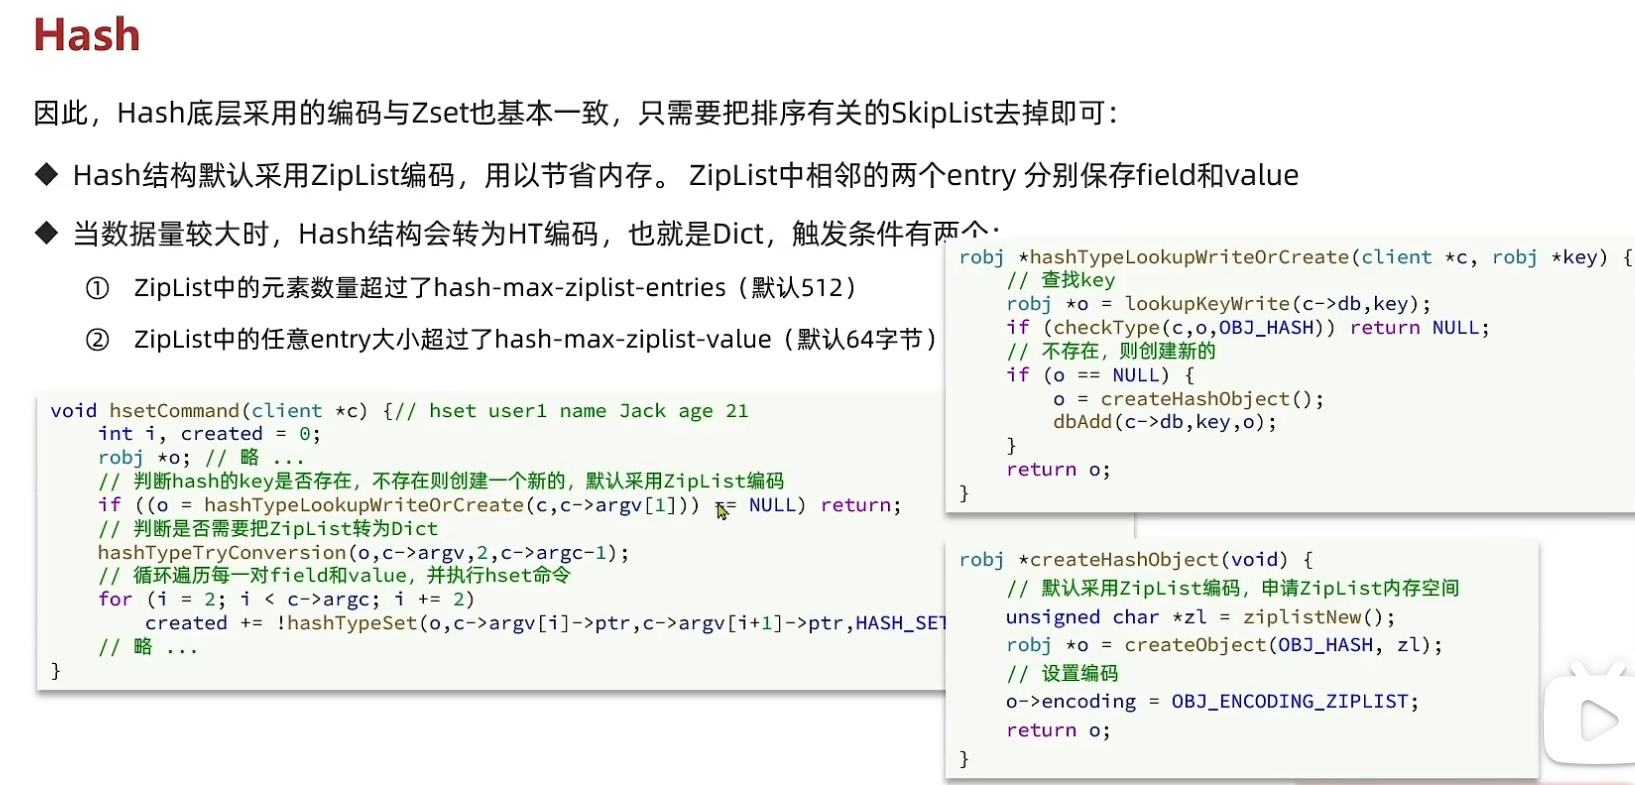 Hash
因此，Hash底层采用的编码与Zset也基本一致，只需要把排序有关的SkipList去掉即可：
◆ Hash结构默认采用ZipList编码，用以节省内存。 ZipList中相邻的两个entry 分别保存field和value
◆ 当数据量较大时，Hash结构会转为HT编码，也就是Dict，触发条件有两个：
① ZipList中的元素数量超过了hash-max-ziplist-entries（默认512）
② ZipList中的任意entry大小超过了hash-max-ziplist-value（默认64字节）
void hsetCommand(client *c) {// hset user1 name Jack age 21
    int i, created = 0;
    robj *o; // 略 ...
    // 判断hash的key是否存在，不存在则创建一个新的，默认采用ZipList编码
    if ((o = hashTypeLookupWriteOrCreate(c,c->argv[1])) == NULL) return;
    // 判断是否需要把ZipList转为Dict
    hashTypeTryConversion(o,c->argv,2,c->argc-1);
    // 循环遍历每一对field和value，并执行hset命令
    for (i = 2; i < c->argc; i += 2)
        created += !hashTypeSet(o,c->argv[i]->ptr,c->argv[i+1]->ptr,HASH_SET
    // 略 ...
}
robj *hashTypeLookupWriteOrCreate(client *c, robj *key) {
    // 查找key
    robj *o = lookupKeyWrite(c->db,key);
    if (checkType(c,o,OBJ_HASH)) return NULL;
    // 不存在，则创建新的
    if (o == NULL) {
        o = createHashObject();
        dbAdd(c->db,key,o);
    }
    return o;
}
robj *createHashObject(void) {
    // 默认采用ZipList编码，申请ZipList内存空间
    unsigned char *zl = ziplistNew();
    robj *o = createObject(OBJ_HASH, zl);
    // 设置编码
    o->encoding = OBJ_ENCODING_ZIPLIST;
    return o;
}